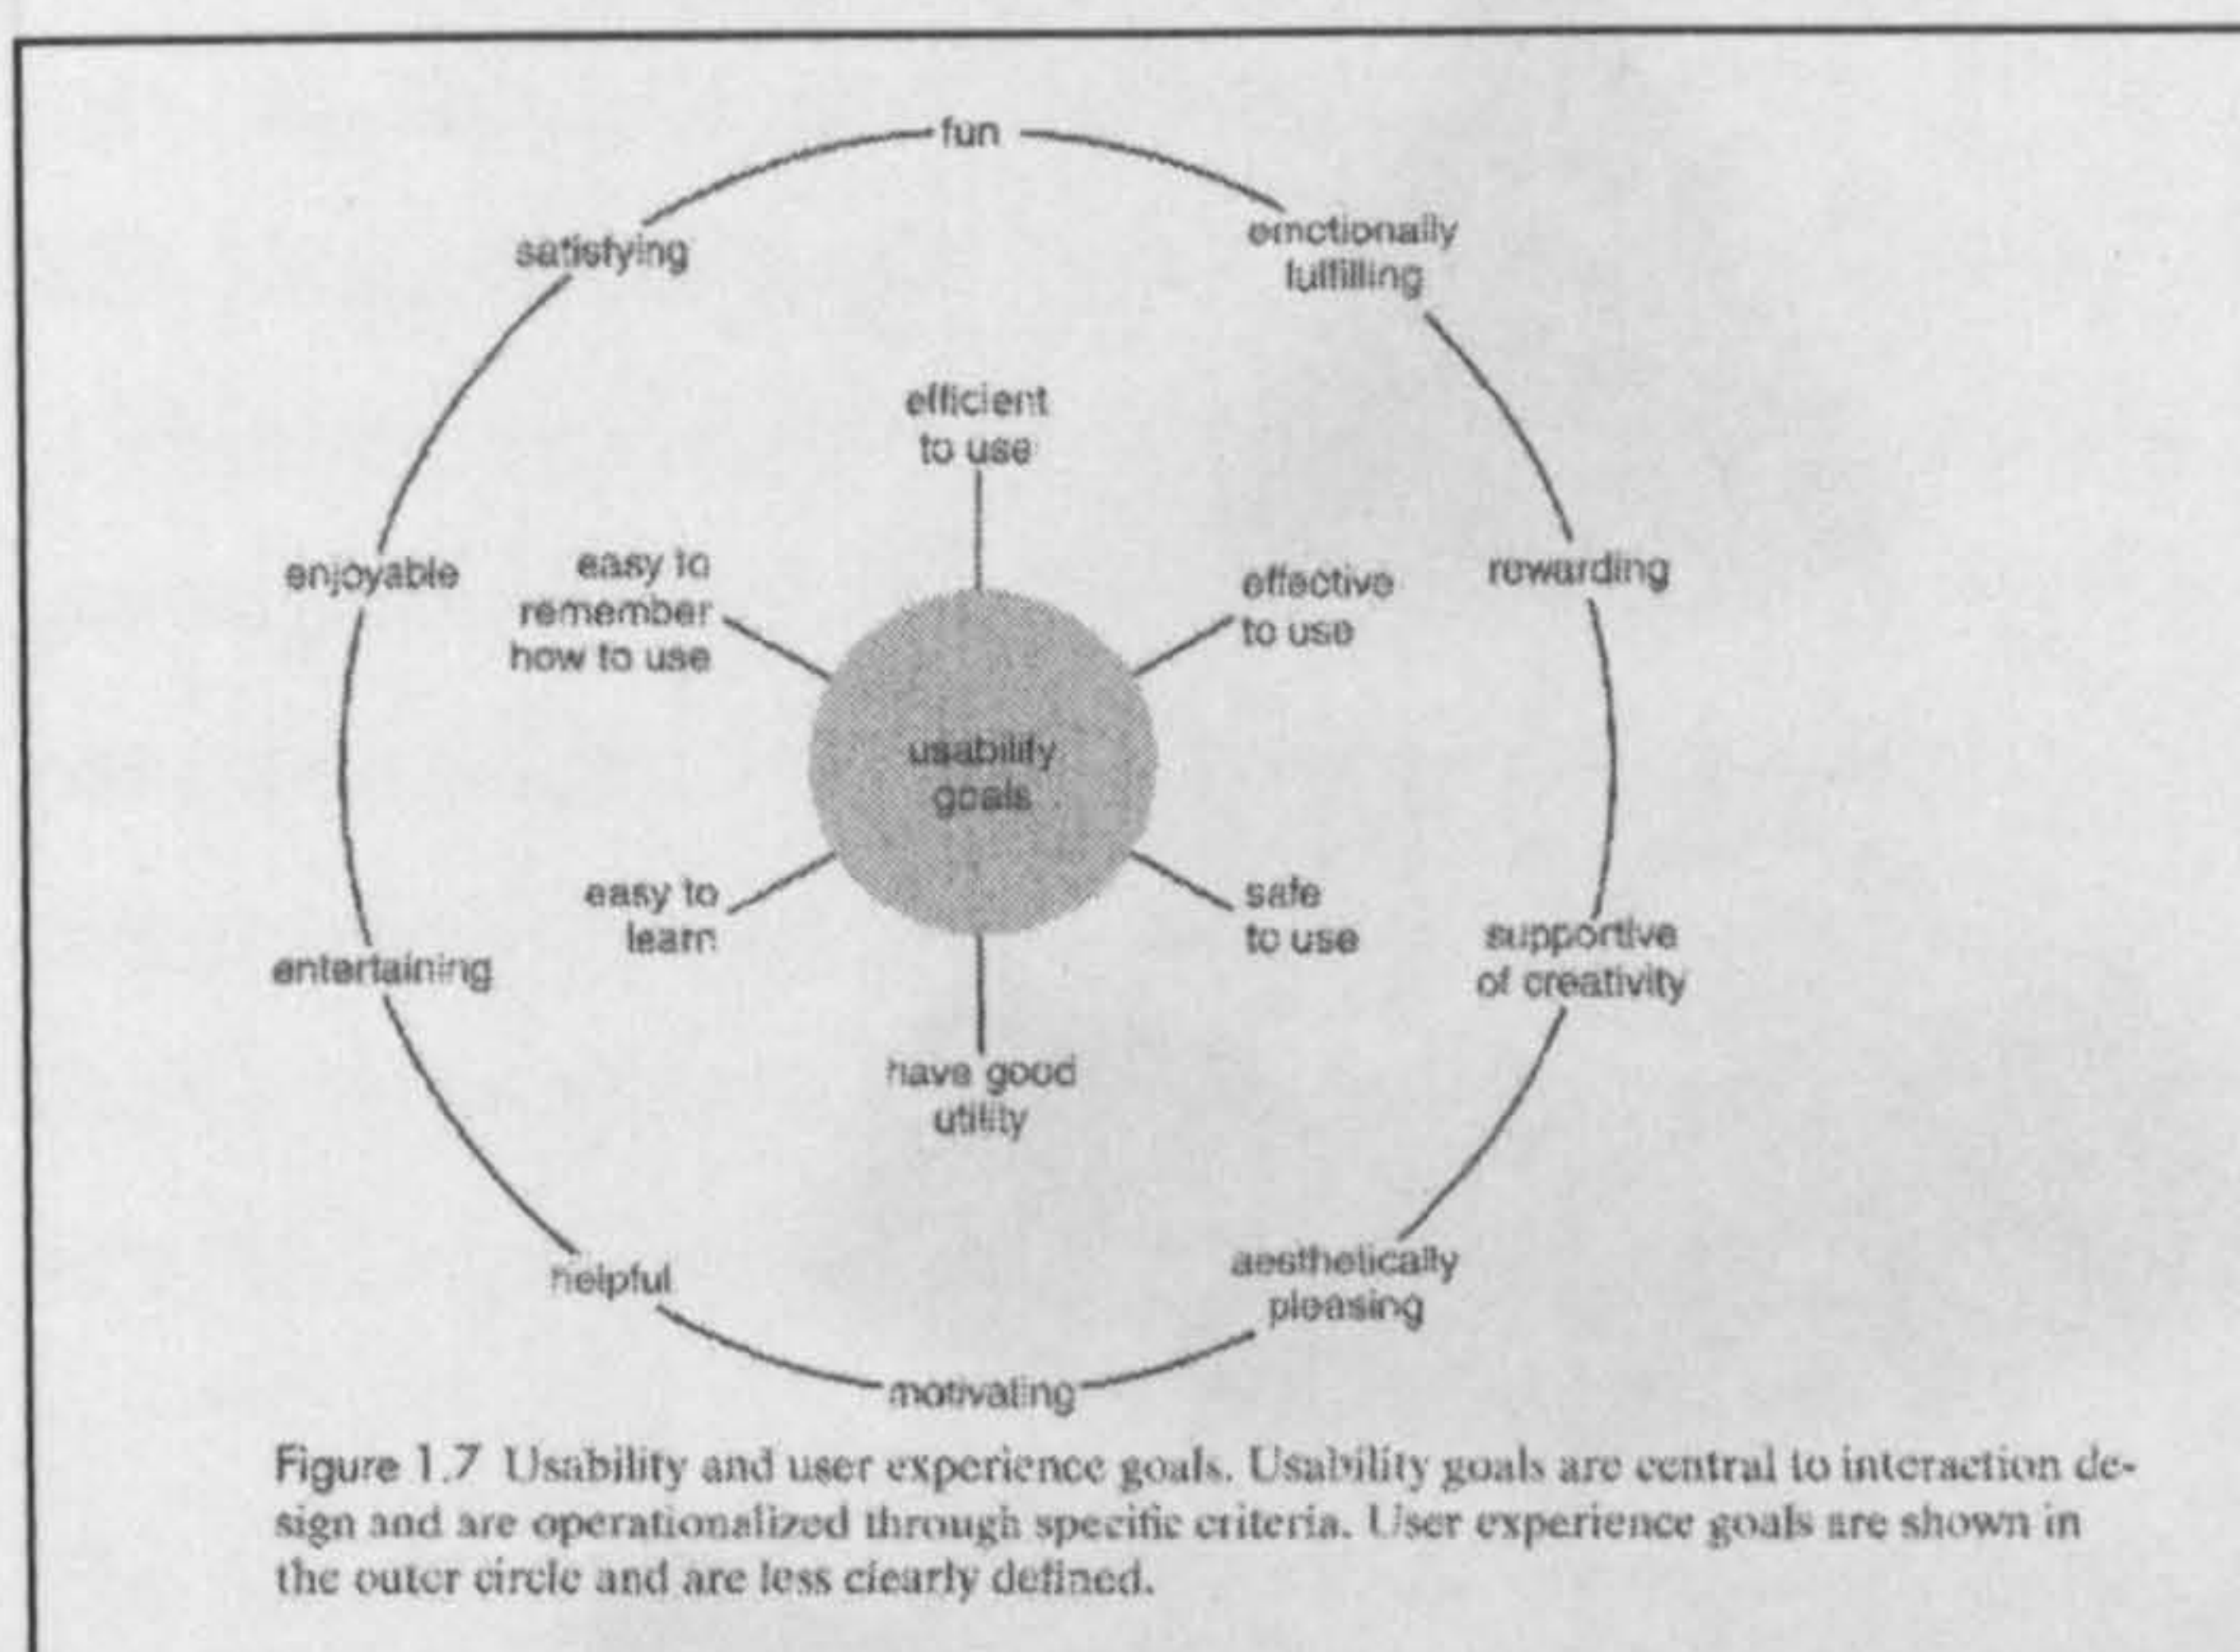 fun
satisfying
emotionally
fulfilling
efficient
to use
enjoyable
easy to
remember
how to use
effective
to use
rewarding
usability
goals
easy to
learn
safe
to use
entertaining
supportive
of creativity
have good
utility
helpful
aesthetically
pleasing
motivating
Figure 1.7 Usability and user experience goals. Usability goals are central to interaction de-
sign and are operationalized through specific criteria. User experience goals are shown in
the outer circle and are less clearly defined.